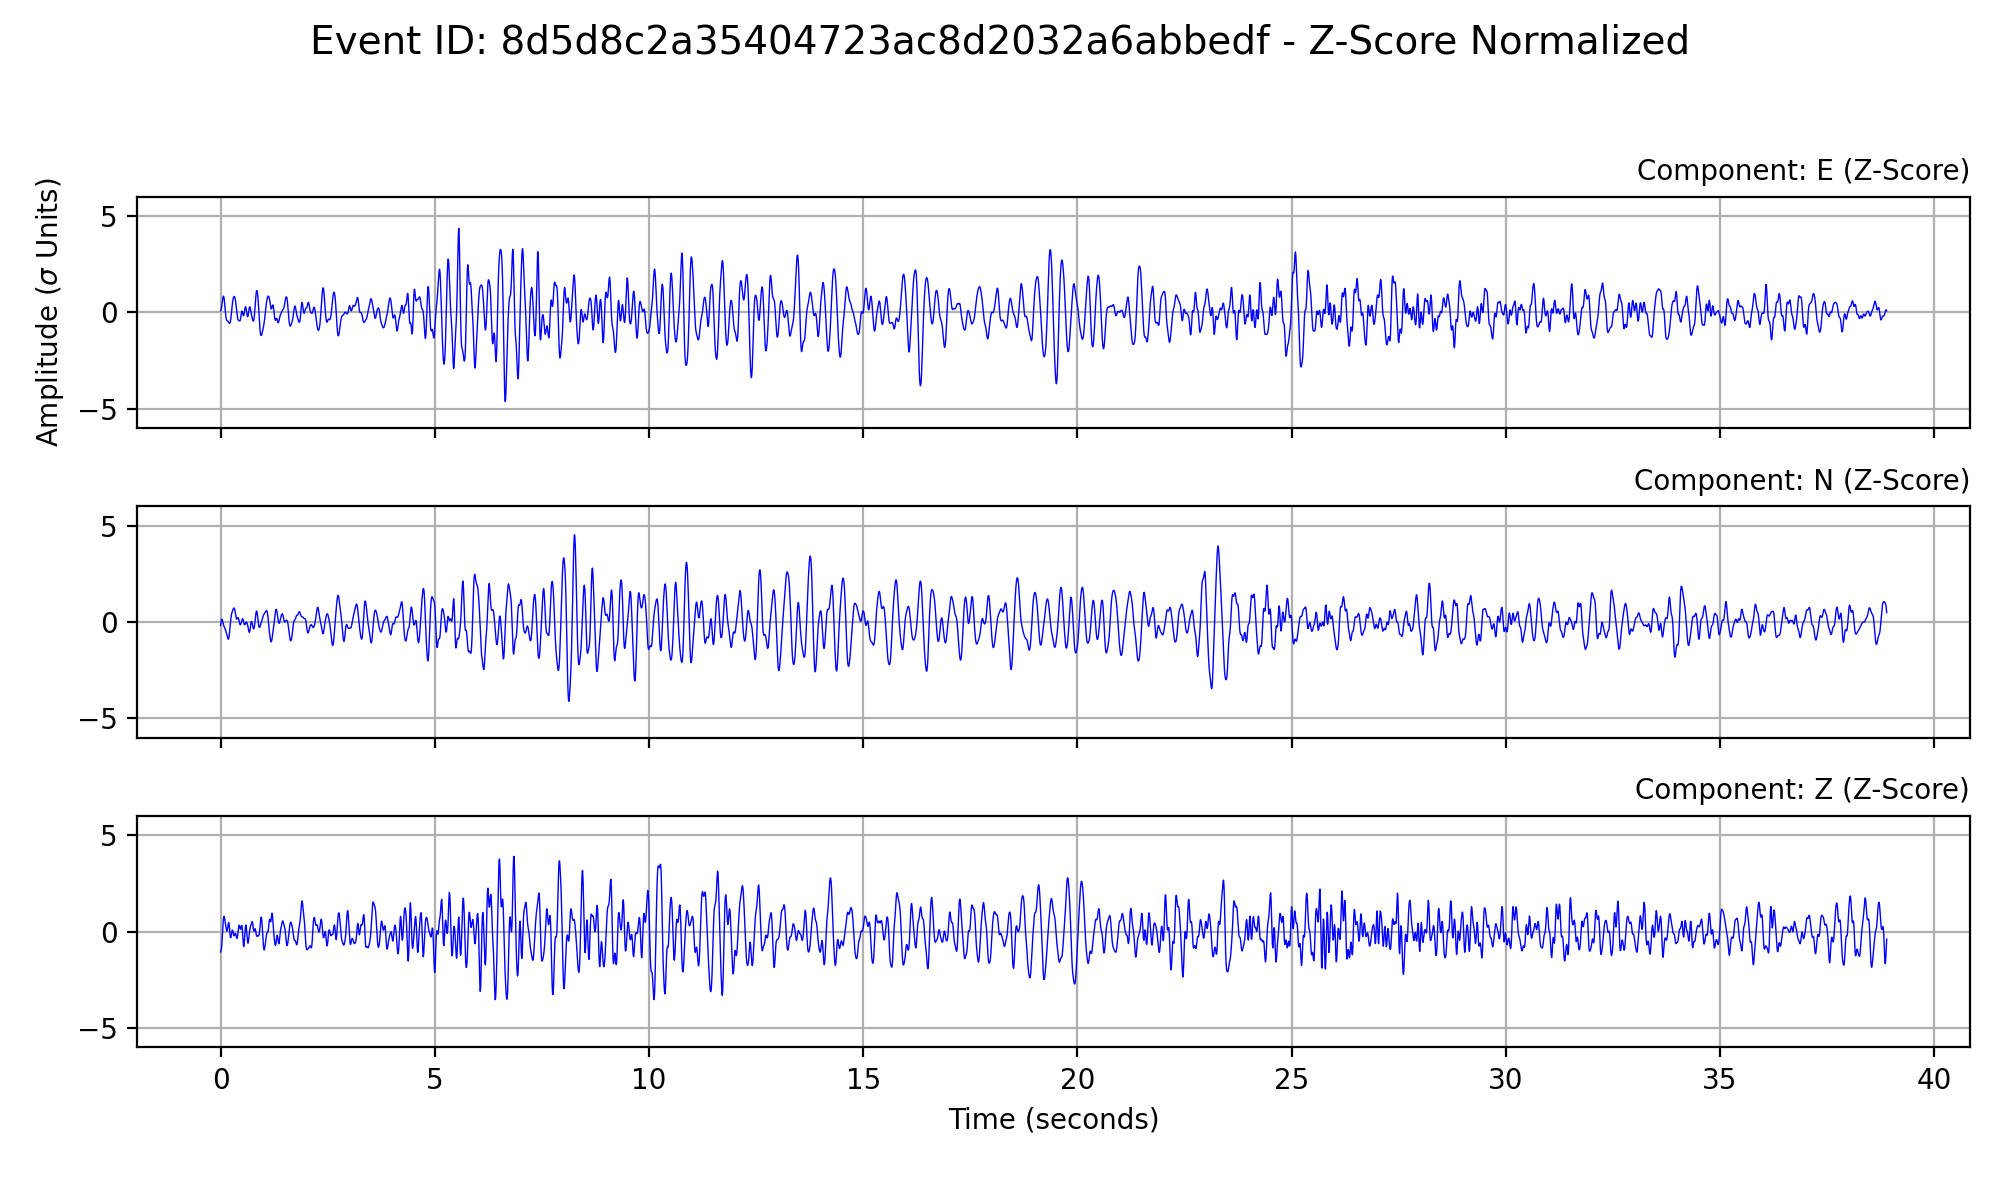 Event ID: 8d5d8c2a35404723ac8d2032a6abbedf - Z-Score Normalized
Component: E (Z-Score)
Amplitude (σ Units)
5
0
−5
Component: N (Z-Score)
5
0
−5
Component: Z (Z-Score)
5
0
−5
0 5 10 15 20 25 30 35 40
Time (seconds)